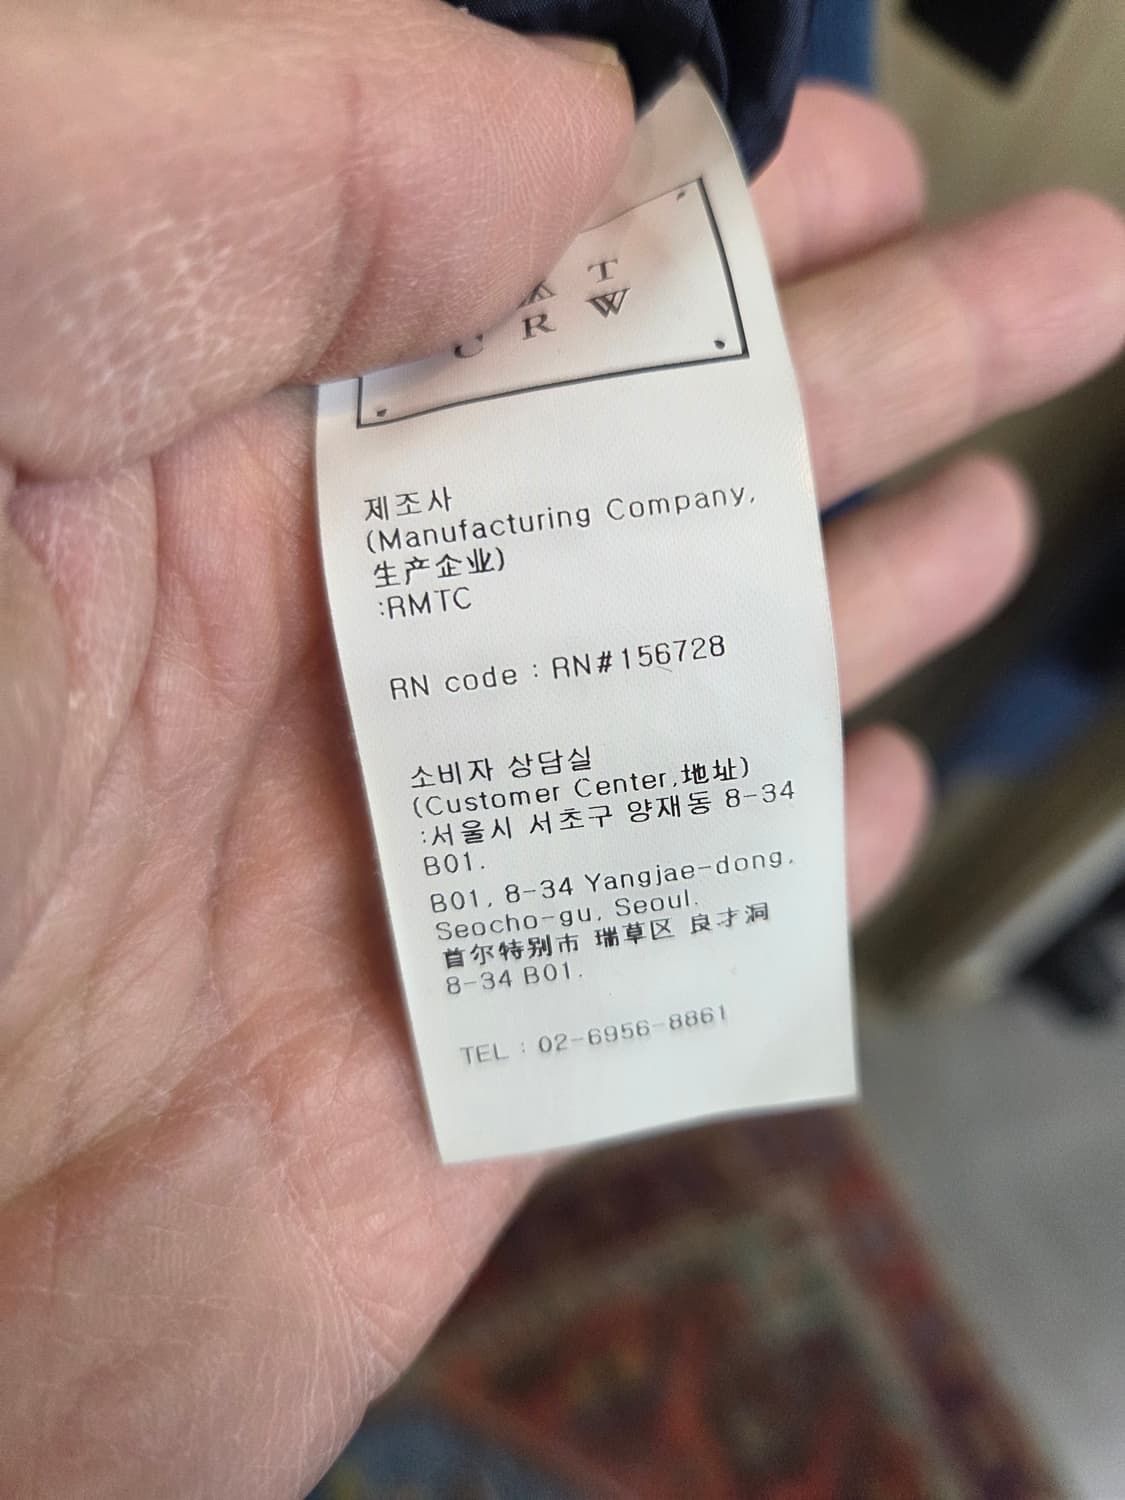 T
C R W
제조사
(Manufacturing Company,
生产企业)
:RMTC
RN code : RN#156728
소비자 상담실
(Customer Center,地址)
:서울시 서초구 양재동 8-34
B01.
B01, 8-34 Yangjae-dong,
Seocho-gu, Seoul.
首尔特别市 瑞草区 良才洞
8-34 B01.
TEL : 02-6956-8861